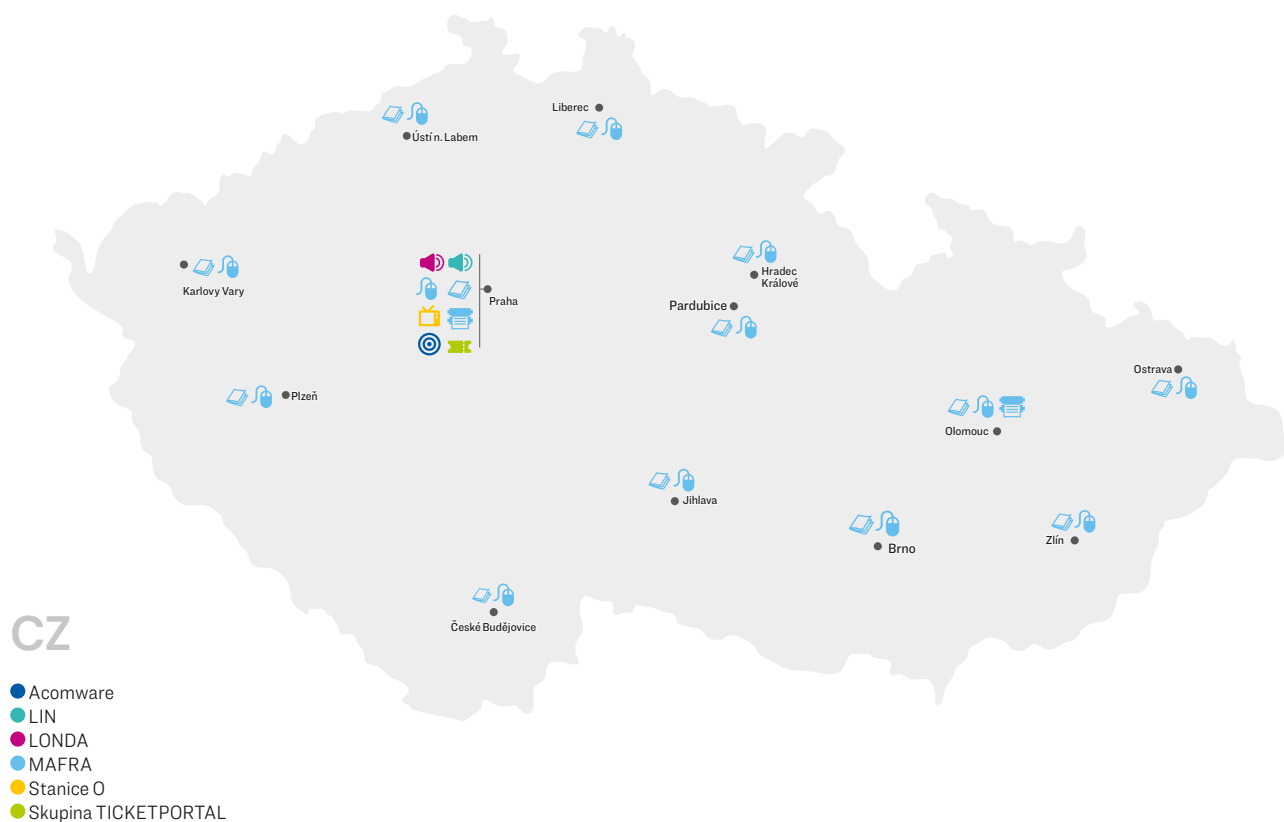 Liberec
Ústí n. Labem
Karlovy Vary
Praha
Hradec
Králové
Pardubice
Plzeň
Ostrava
Olomouc
Jihlava
Brno
Zlín
České Budějovice
CZ
Acomware
LIN
LONDA
MAFRA
Stanice O
Skupina TICKETPORTAL